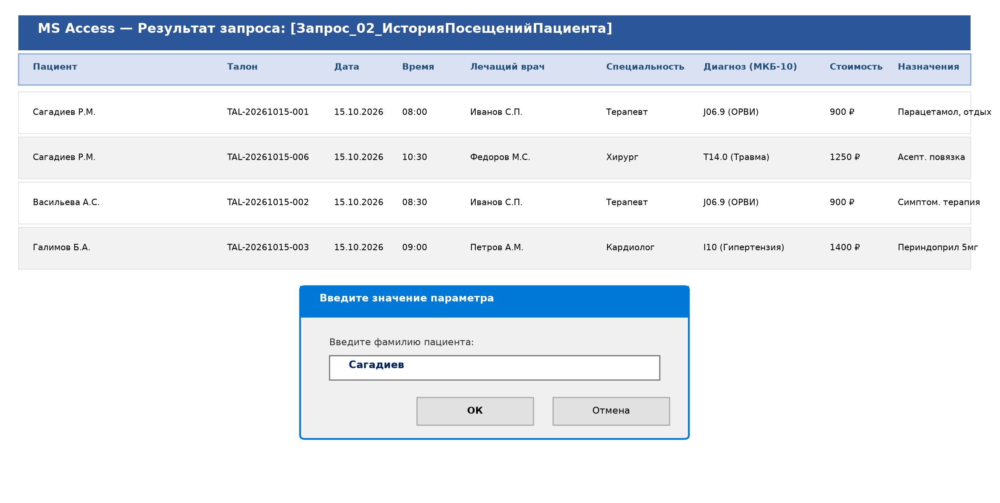 MS Access — Результат запроса: [Запрос_02_ИсторияПосещенийПациента]
Пациент Талон Дата Время Лечащий врач Специальность Диагноз (МКБ-10) Стоимость Назначения
Сагадиев Р.М. TAL-20261015-001 15.10.2026 08:00 Иванов С.П. Терапевт J06.9 (ОРВИ) 900 ₽ Парацетамол, отдых
Сагадиев Р.М. TAL-20261015-006 15.10.2026 10:30 Федоров М.С. Хирург T14.0 (Травма) 1250 ₽ Асепт. повязка
Васильева А.С. TAL-20261015-002 15.10.2026 08:30 Иванов С.П. Терапевт J06.9 (ОРВИ) 900 ₽ Симптом. терапия
Галимов Б.А. TAL-20261015-003 15.10.2026 09:00 Петров А.М. Кардиолог I10 (Гипертензия) 1400 ₽ Периндоприл 5мг
Введите значение параметра
Введите фамилию пациента:
Сагадиев
ОК Отмена